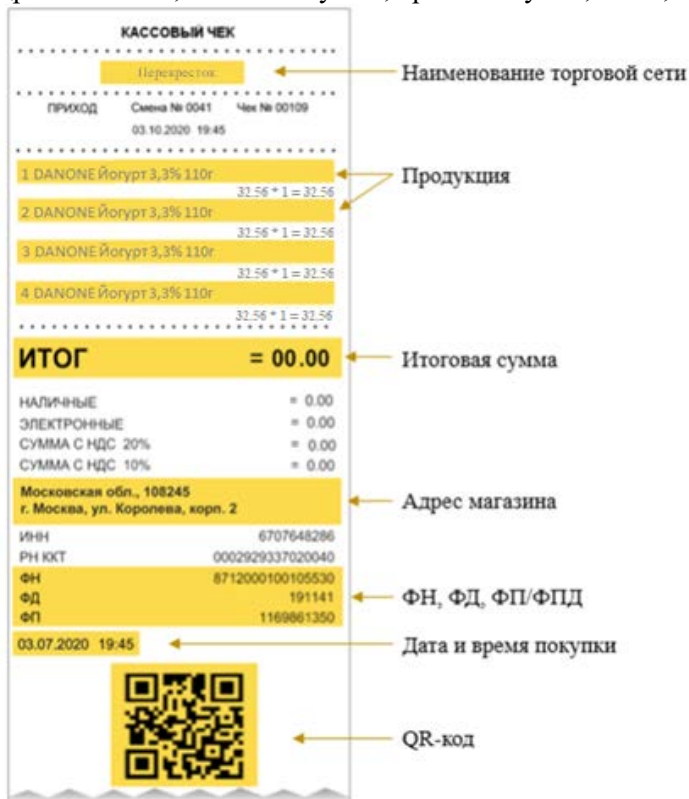 КАССОВЫЙ ЧЕК
Перекресток
Наименование торговой сети
ПРИХОД Смена № 0041 Чек № 00109
03.10.2020 19:45
1 DANONE Йогурт 3,3% 110г
Продукция
32.56 * 1 = 32.56
2 DANONE Йогурт 3,3% 110г
32.56 * 1 = 32.56
3 DANONE Йогурт 3,3% 110г
32.56 * 1 = 32.56
4 DANONE Йогурт 3,3% 110г
32.56 * 1 = 32.56
ИТОГ = 00.00
Итоговая сумма
НАЛИЧНЫЕ = 0.00
ЭЛЕКТРОННЫЕ = 0.00
СУММА С НДС 20% = 0.00
СУММА С НДС 10% = 0.00
Московская обл., 108245
г. Москва, ул. Королева, корп. 2
Адрес магазина
ИНН 6707648286
РН ККТ 0002929337020040
ФН 8712000100105530
ФД 191141
ФП 1169861350
ФН, ФД, ФП/ФПД
03.07.2020 19:45
Дата и время покупки
QR-код